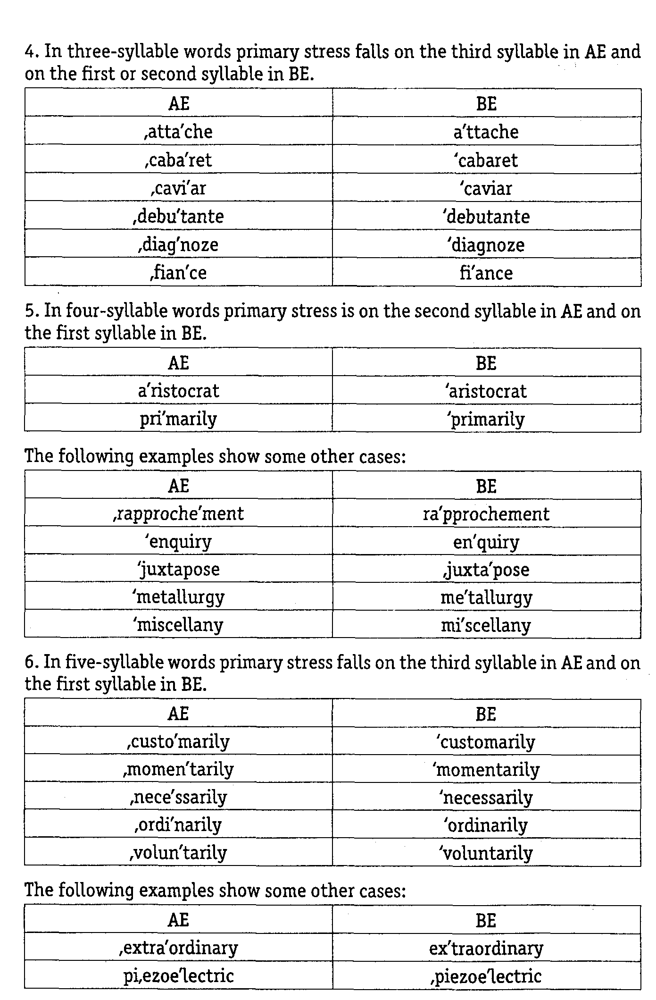 4. In three-syllable words primary stress falls on the third syllable in AE and
on the first or second syllable in BE.
AE BE
,atta′che a′ttache
,caba′ret ′cabaret
,cavi′ar ′caviar
,debu′tante ′debutante
,diag′noze ′diagnoze
,fian′ce fi′ance
5. In four-syllable words primary stress is on the second syllable in AE and on
the first syllable in BE.
AE BE
a′ristocrat ′aristocrat
pri′marily ′primarily
The following examples show some other cases:
AE BE
,rapproche′ment ra′pprochement
′enquiry en′quiry
′juxtapose ,juxta′pose
′metallurgy me′tallurgy
′miscellany mi′scellany
6. In five-syllable words primary stress falls on the third syllable in AE and on
the first syllable in BE.
AE BE
,custo′marily ′customarily
,momen′tarily ′momentarily
,nece′ssarily ′necessarily
,ordi′narily ′ordinarily
,volun′tarily ′voluntarily
The following examples show some other cases:
AE BE
,extra′ordinary ex′traordinary
pi,ezoe′lectric ,piezoe′lectric